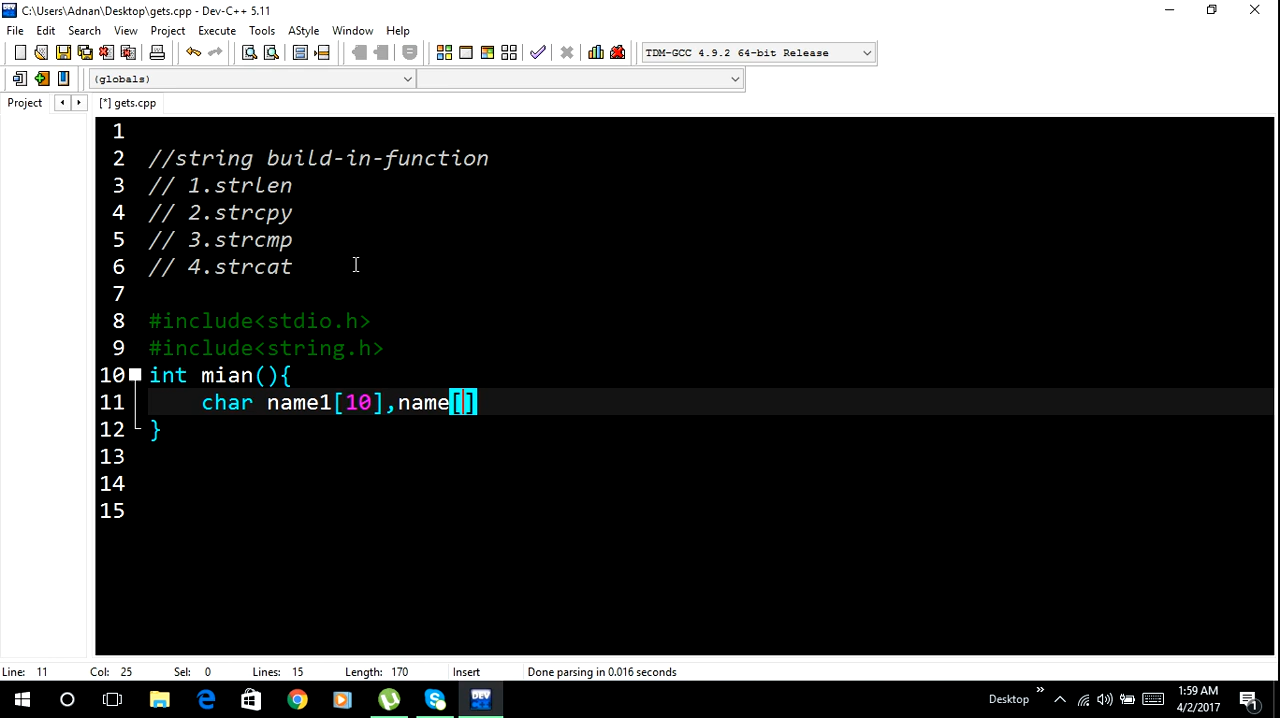 C:\Users\Adnan\Desktop\gets.cpp - Dev-C++ 5.11
File Edit Search View Project Execute Tools AStyle Window Help
TDM-GCC 4.9.2 64-bit Release
(globals)
Project [*] gets.cpp
1
2 //string build-in-function
3 // 1.strlen
4 // 2.strcpy
5 // 3.strcmp
6 // 4.strcat
7
8 #include<stdio.h>
9 #include<string.h>
10 int mian(){
11 char name1[10],name[]
12 }
13
14
15
Line: 11 Col: 25 Sel: 0 Lines: 15 Length: 170 Insert Done parsing in 0.016 seconds
DEV
Desktop » 1:59 AM
4/2/2017 1